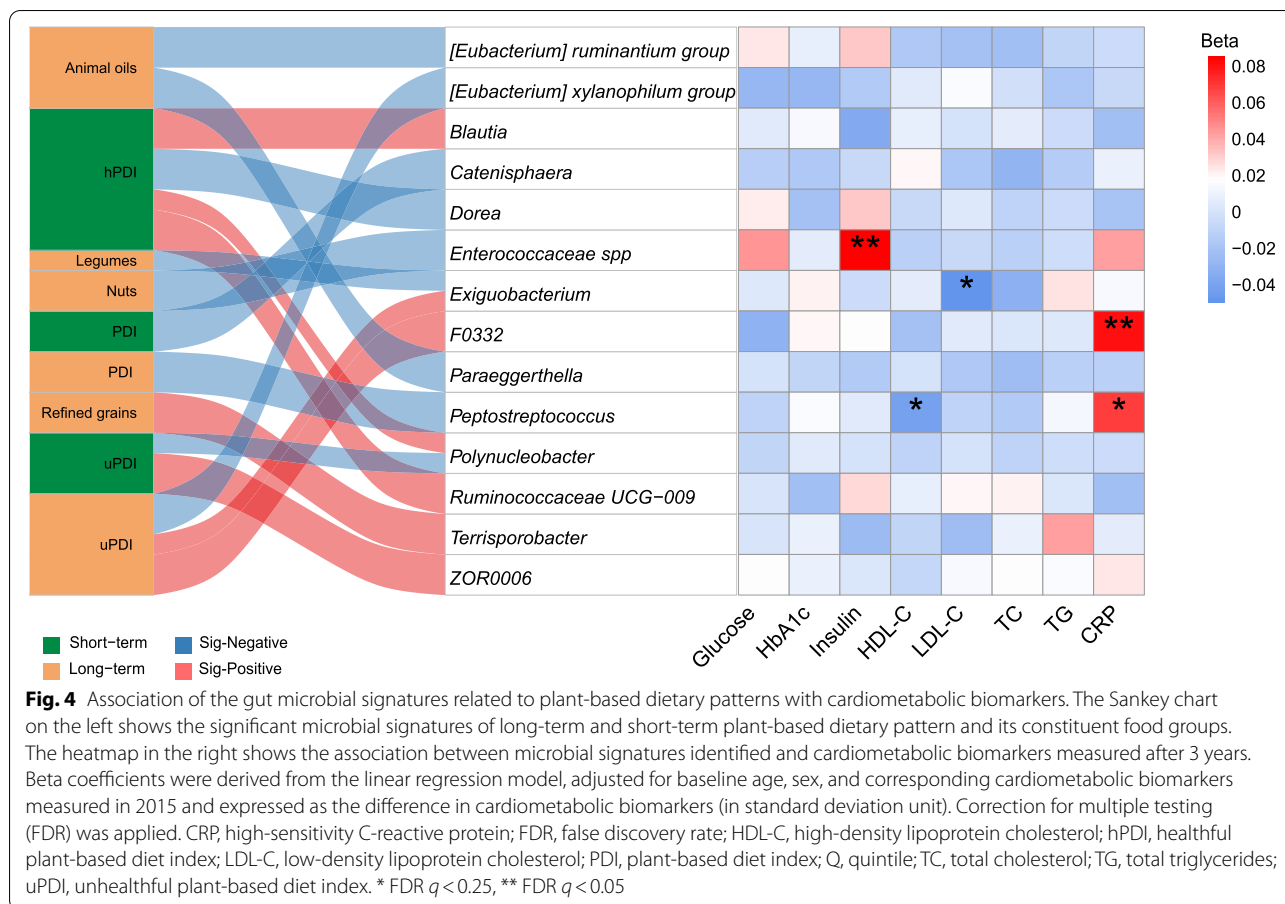 Animal oils
hPDI
Legumes
Nuts
PDI
PDI
Refined grains
uPDI
uPDI
[Eubacterium] ruminantium group
[Eubacterium] xylanophilum group
Blautia
Catenisphaera
Dorea
Enterococcaceae spp
Exiguobacterium
F0332
Paraeggerthella
Peptostreptococcus
Polynucleobacter
Ruminococcaceae UCG−009
Terrisporobacter
ZOR0006
**
*
**
*
*
Glucose
HbA1c
Insulin
HDL-C
LDL-C
TC
TG
CRP
Beta
0.08
0.06
0.04
0.02
0
−0.02
−0.04
Short−term
Sig-Negative
Long−term
Sig-Positive
Fig. 4 Association of the gut microbial signatures related to plant-based dietary patterns with cardiometabolic biomarkers. The Sankey chart
on the left shows the significant microbial signatures of long-term and short-term plant-based dietary pattern and its constituent food groups.
The heatmap in the right shows the association between microbial signatures identified and cardiometabolic biomarkers measured after 3 years.
Beta coefficients were derived from the linear regression model, adjusted for baseline age, sex, and corresponding cardiometabolic biomarkers
measured in 2015 and expressed as the difference in cardiometabolic biomarkers (in standard deviation unit). Correction for multiple testing
(FDR) was applied. CRP, high-sensitivity C-reactive protein; FDR, false discovery rate; HDL-C, high-density lipoprotein cholesterol; hPDI, healthful
plant-based diet index; LDL-C, low-density lipoprotein cholesterol; PDI, plant-based diet index; Q, quintile; TC, total cholesterol; TG, total triglycerides;
uPDI, unhealthful plant-based diet index. * FDR q < 0.25, ** FDR q < 0.05